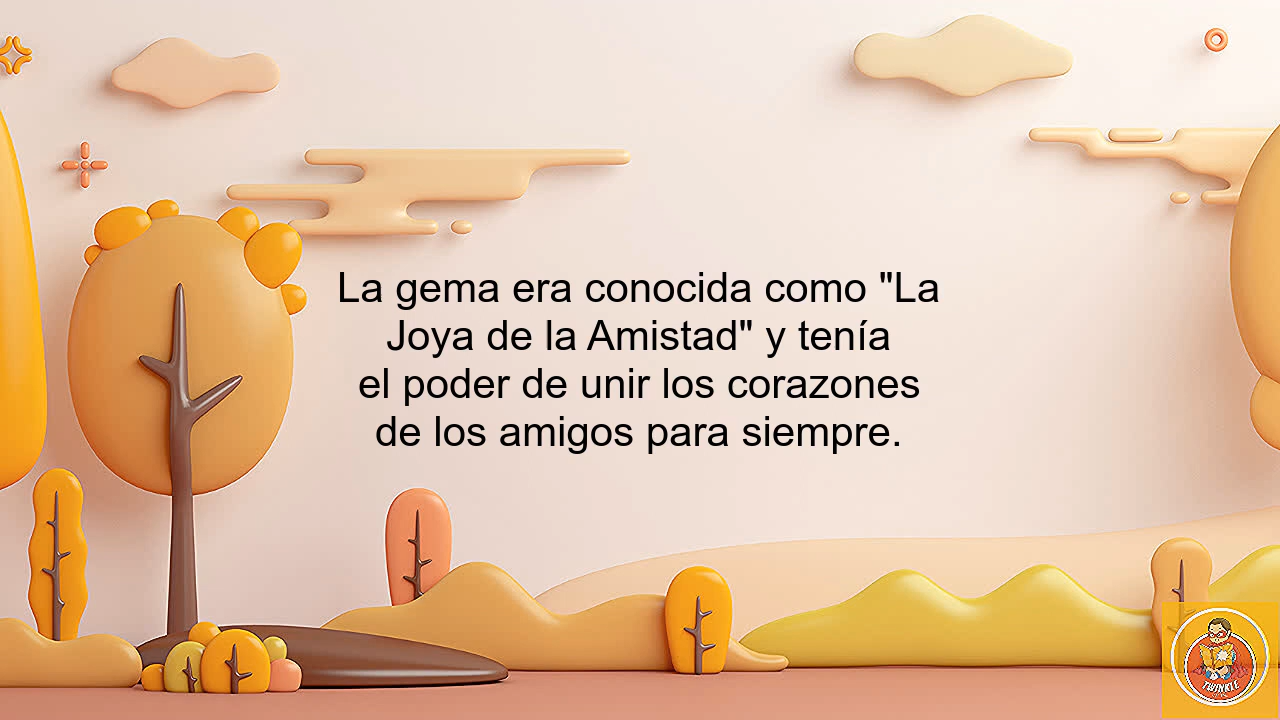 La gema era conocida como "La
Joya de la Amistad" y tenía
el poder de unir los corazones
de los amigos para siempre.
TWINKLE